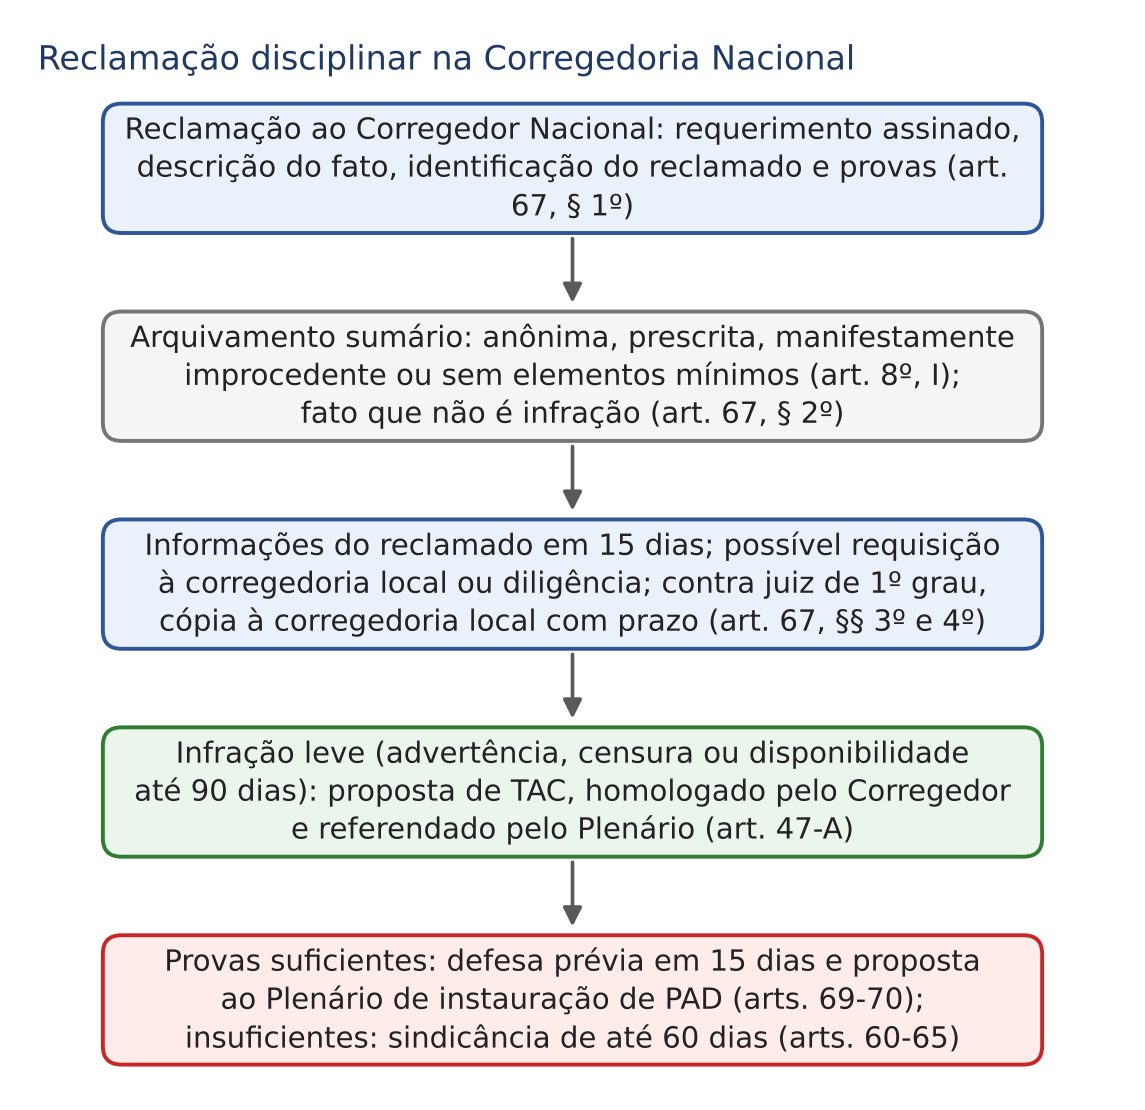 Reclamação disciplinar na Corregedoria Nacional
Reclamação ao Corregedor Nacional: requerimento assinado,
descrição do fato, identificação do reclamado e provas (art.
67, § 1º)
Arquivamento sumário: anônima, prescrita, manifestamente
improcedente ou sem elementos mínimos (art. 8º, I);
fato que não é infração (art. 67, § 2º)
Informações do reclamado em 15 dias; possível requisição
à corregedoria local ou diligência; contra juiz de 1º grau,
cópia à corregedoria local com prazo (art. 67, §§ 3º e 4º)
Infração leve (advertência, censura ou disponibilidade
até 90 dias): proposta de TAC, homologado pelo Corregedor
e referendado pelo Plenário (art. 47-A)
Provas suficientes: defesa prévia em 15 dias e proposta
ao Plenário de instauração de PAD (arts. 69-70);
insuficientes: sindicância de até 60 dias (arts. 60-65)